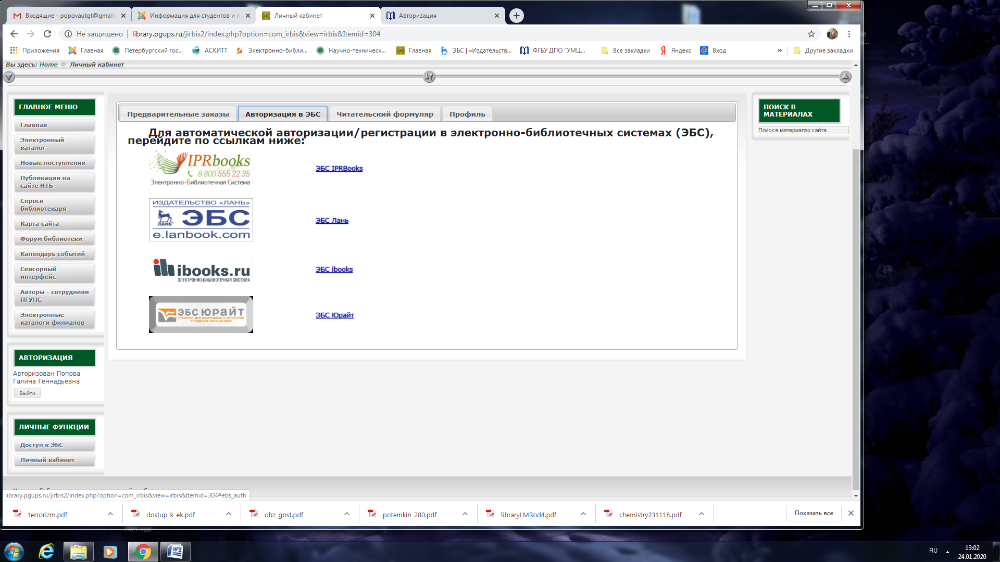 Входящие - popovautgt@gmail.
Информация для студентов и п
Личный кабинет
Авторизация
Не защищено
library.pgups.ru/jirbis2/index.php?option=com_irbis&view=irbis&Itemid=304
Приложения
Главная
Петербургский гос...
АСКИТТ
Электронно-библи...
Научно-техническ...
Главная
ЭБС | «Издательств...
ФГБУ ДПО "УМЦ...
Все закладки
Яндекс
Вход
»
Другие закладки
Вы здесь: Home Личный кабинет
ГЛАВНОЕ МЕНЮ
Главная
Электронный
каталог
Новые поступления
Публикации на
сайте НТБ
Спроси
библиотекаря
Карта сайта
Форум библиотеки
Календарь событий
Сенсорный
интерфейс
Авторы - сотрудники
ПГУПС
Электронные
каталоги филиалов
АВТОРИЗАЦИЯ
Авторизован Попова
Галина Геннадьевна
Выйти
ЛИЧНЫЕ ФУНКЦИИ
Доступ к ЭБС
Личный кабинет
Предварительные заказы
Авторизация в ЭБС
Читательский формуляр
Профиль
Для автоматической авторизации/регистрации в электронно-библиотечных системах (ЭБС),
перейдите по ссылкам ниже:
IPRbooks
8 800 555 22 35
Электронно-Библиотечная Система
ЭБС IPRBooks
ИЗДАТЕЛЬСТВО «ЛАНЬ»
ЛАНЬ
ЭБС
e.lanbook.com
ЭБС Лань
ibooks.ru
ЭЛЕКТРОННО-БИБЛИОТЕЧНАЯ СИСТЕМА
ЭБС ibooks
ЭБС ЮРАЙТ
УЧЕБНИКИ ДЛЯ БАКАЛАВРОВ И МАГИСТРОВ
ОТ ВЕДУЩИХ НАУЧНЫХ ШКОЛ
ЭБС Юрайт
ПОИСК В
МАТЕРИАЛАХ
Поиск в материалах сайта...
library.pgups.ru/jirbis2/index.php?option=com_irbis&view=irbis&Itemid=304#ebs_auth
terrorizm.pdf
dostup_k_ek.pdf
obz_gost.pdf
potemkin_280.pdf
libraryLMRod4.pdf
chemistry231118.pdf
Показать все
RU
13:02
24.01.2020